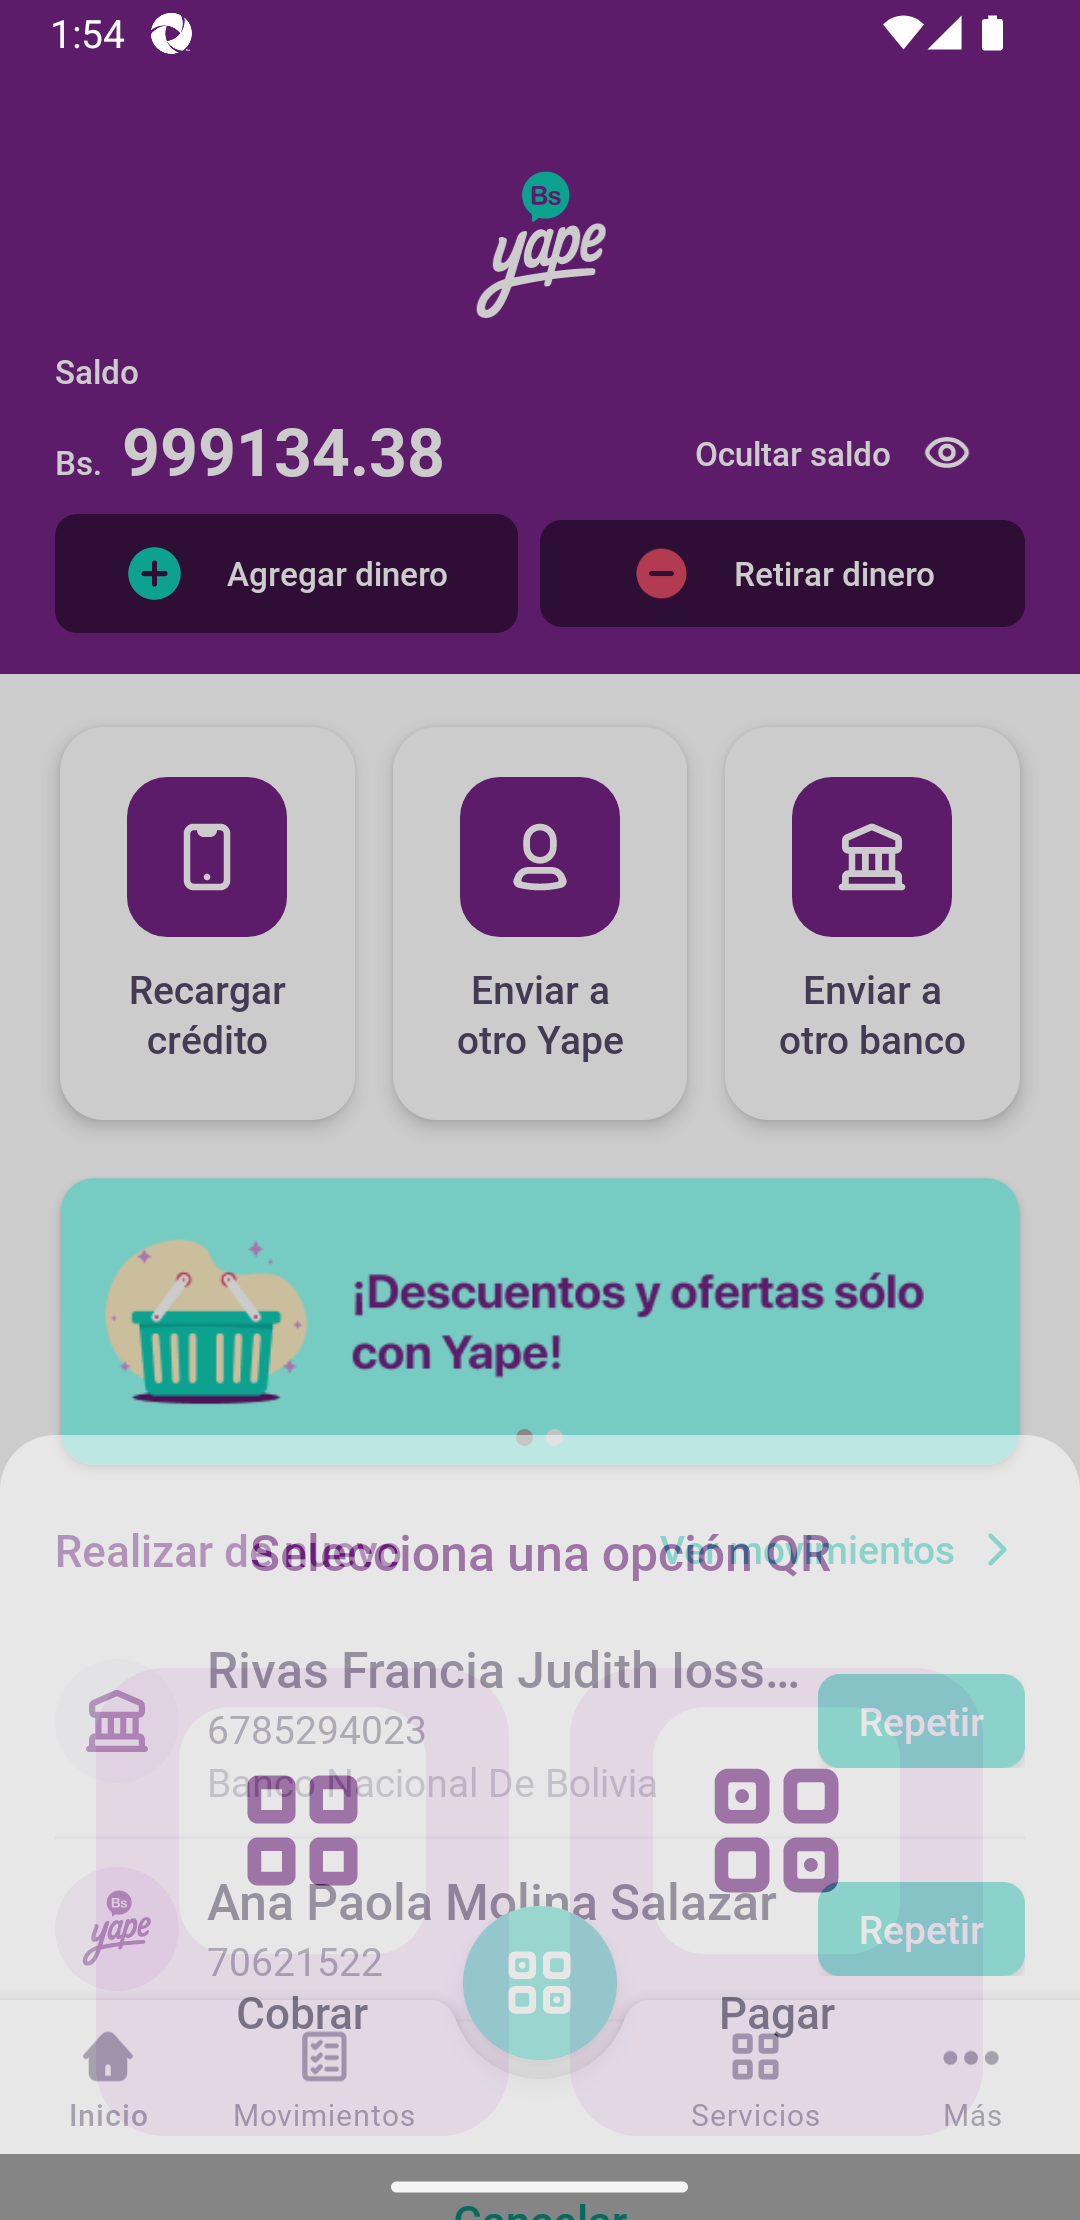 1:54
Bs
yape
Saldo
Bs. 999134.38
Ocultar saldo
Agregar dinero
Retirar dinero
Recargar
crédito
Enviar a
otro Yape
Enviar a
otro banco
¡Descuentos y ofertas sólo
con Yape!
Realizar de nuevo
Selecciona una opción QR
Ver movimientos
Rivas Francia Judith Ioss...
6785294023
Banco Nacional De Bolivia
Repetir
Bs
yape
Ana Paola Molina Salazar
70621522
Repetir
Cobrar
Pagar
Inicio
Movimientos
Servicios
Más
Cancelar